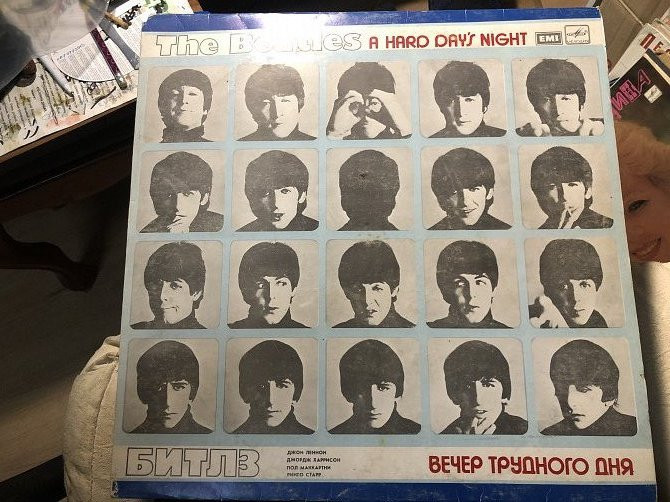 The Beatles A HARD DAY'S NIGHT EMI
БИТЛЗ
ДЖОН ЛЕННОН
ДЖОРДЖ ХАРРИСОН
ПОЛ МАККАРТНИ
РИНГО СТАРР
ВЕЧЕР ТРУДНОГО ДНЯ